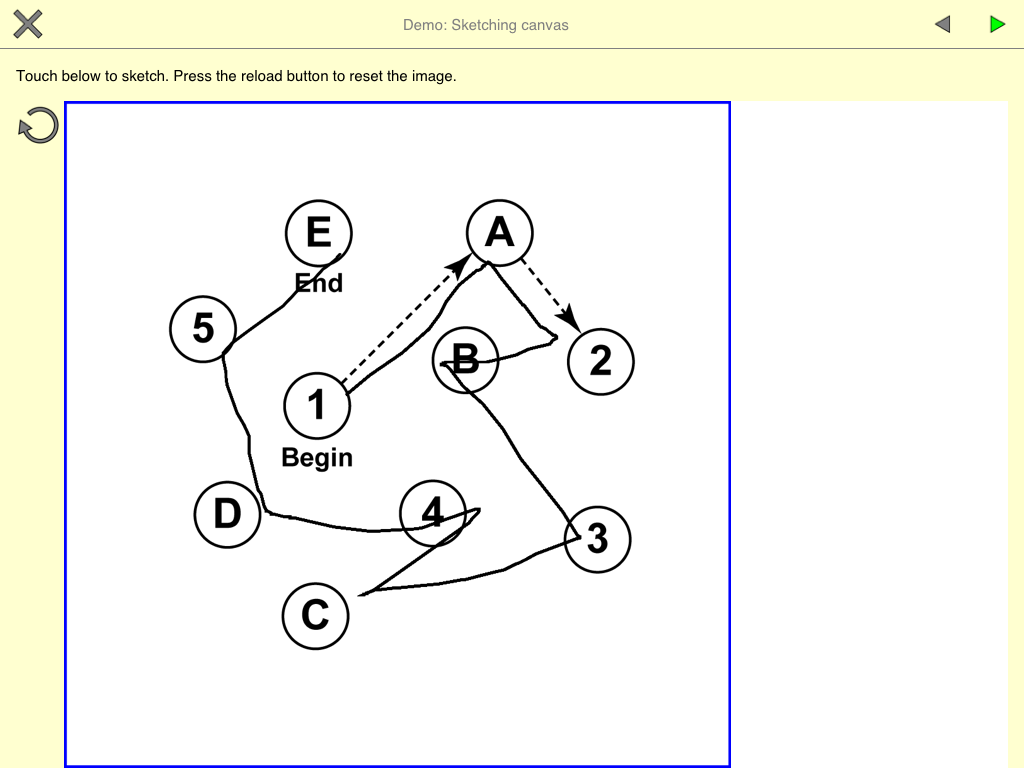 Demo: Sketching canvas
Touch below to sketch. Press the reload button to reset the image.
E
A
End
5
B
2
1
Begin
D
4
3
C